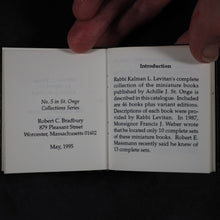 No. 5 in St. Onge
Collections Series
Robert C. Bradbury
879 Pleasant Street
Worcester, Massachusetts 01602
May, 1995
Introduction
Rabbi Kalman L. Levitan's complete
collection of the miniature books
published by Achille J. St. Onge is
described in this catalogue. Included
are 46 books plus variant editions.
Descriptions of each book were
provided by Rabbi Levitan. In 1987,
Monsignor Francis J. Weber wrote
that he located only 10 complete sets
of these miniature books. Robert E.
Massmann recently said he knew of
13 complete sets.